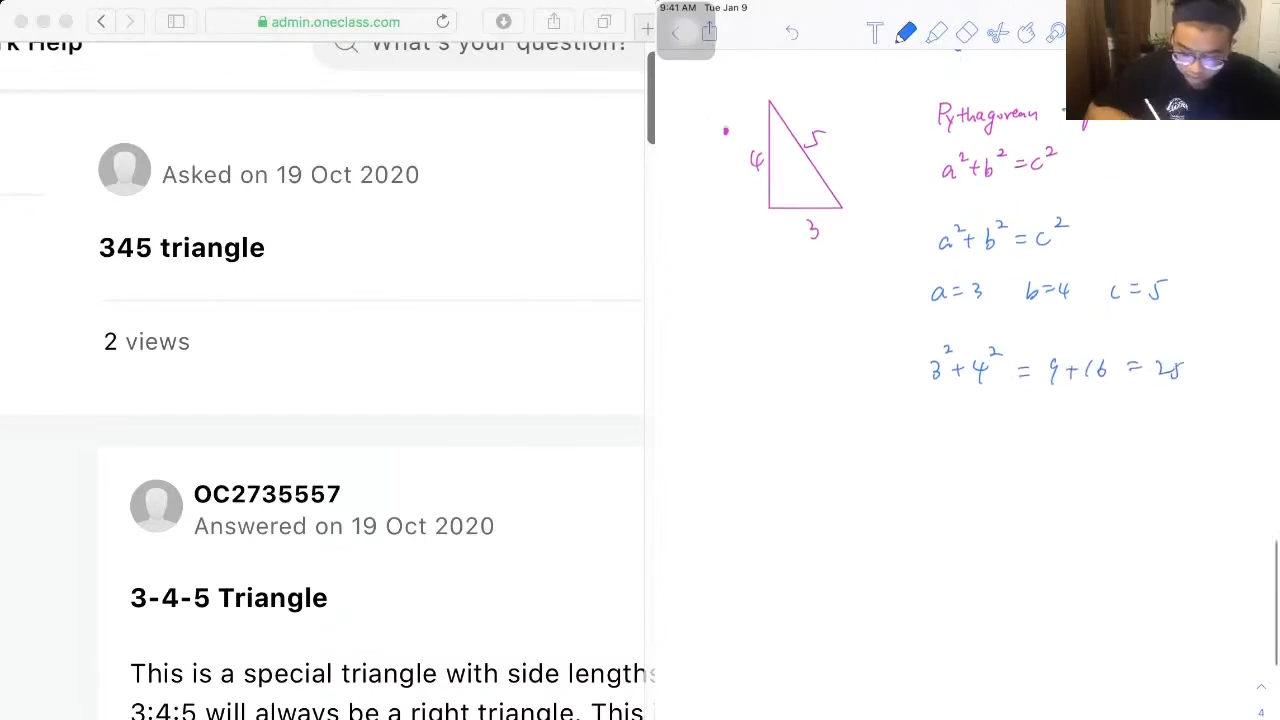 admin.oneclass.com
Help
What's your question?
Asked on 19 Oct 2020
345 triangle
2 views
OC2735557
Answered on 19 Oct 2020
3-4-5 Triangle
This is a special triangle with side lengths
3:4:5 will always be a right triangle. This
9:41 AM Tue Jan 9
T
4
5
3
Pythagorean
a²+b²=c²
a²+b²=c²
a=3 b=4 c=5
3²+4² = 9+16 = 25
4